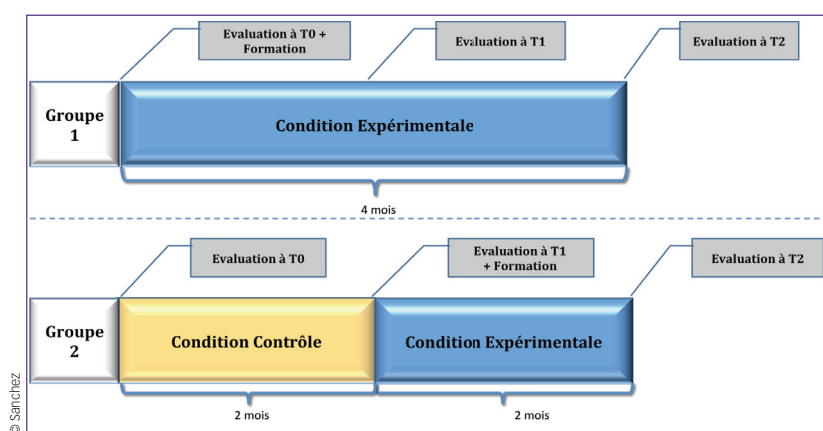 Evaluation à T0 +
Formation
Evaluation à T1
Evaluation à T2
Groupe
1
Condition Expérimentale
4 mois
Evaluation à T0
Evaluation à T1
+ Formation
Evaluation à T2
Groupe
2
Condition Contrôle
Condition Expérimentale
2 mois
2 mois
© Sanchez